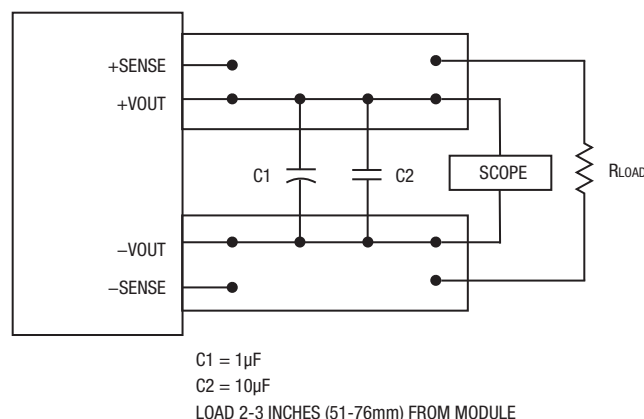 +SENSE
+VOUT
C1
C2
SCOPE
RLOAD
−VOUT
−SENSE
C1 = 1µF
C2 = 10µF
LOAD 2-3 INCHES (51-76mm) FROM MODULE